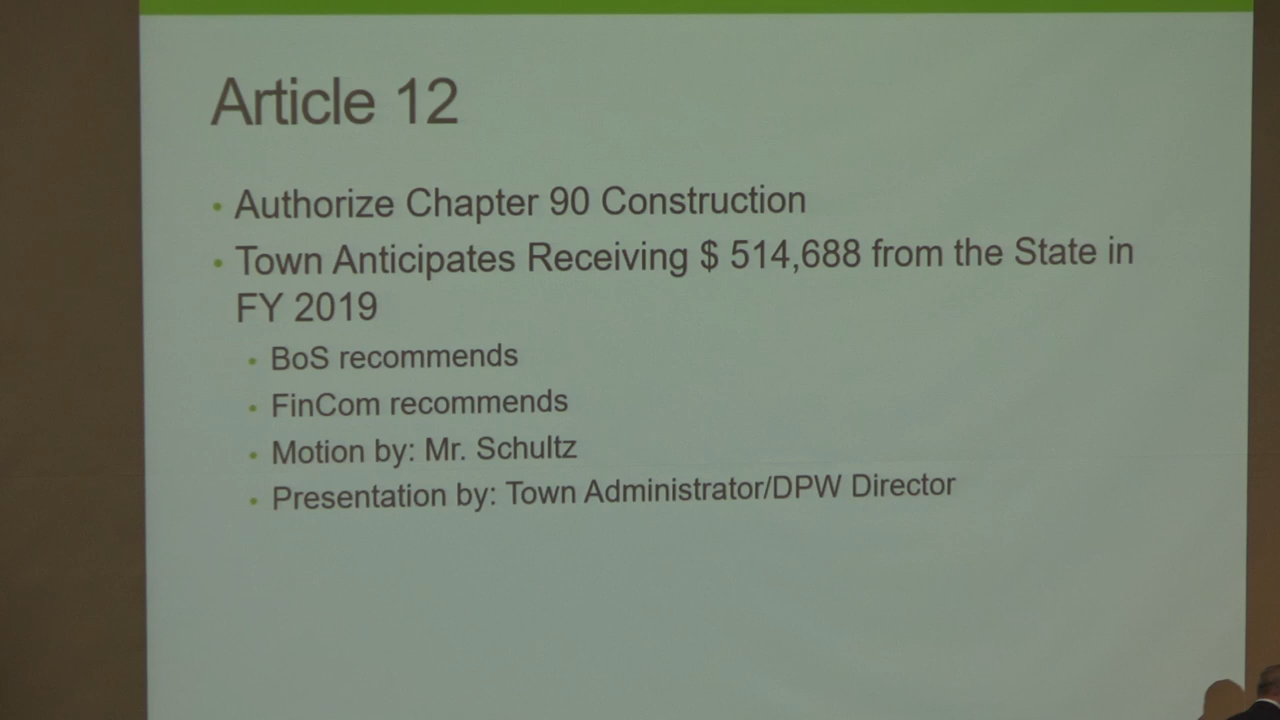 Article 12
• Authorize Chapter 90 Construction
• Town Anticipates Receiving $ 514,688 from the State in
FY 2019
• BoS recommends
• FinCom recommends
• Motion by: Mr. Schultz
• Presentation by: Town Administrator/DPW Director